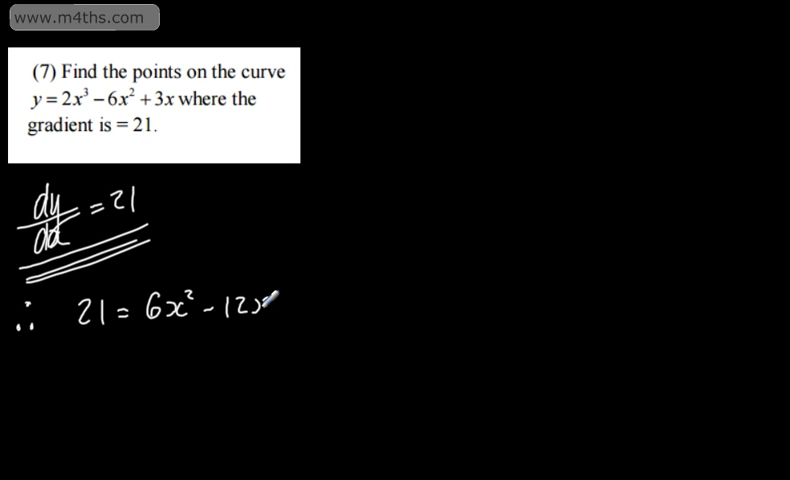 www.m4ths.com
(7) Find the points on the curve
y = 2x³ – 6x² + 3x where the
gradient is = 21.
dy/dx = 21
∴ 21 = 6x² - 12x